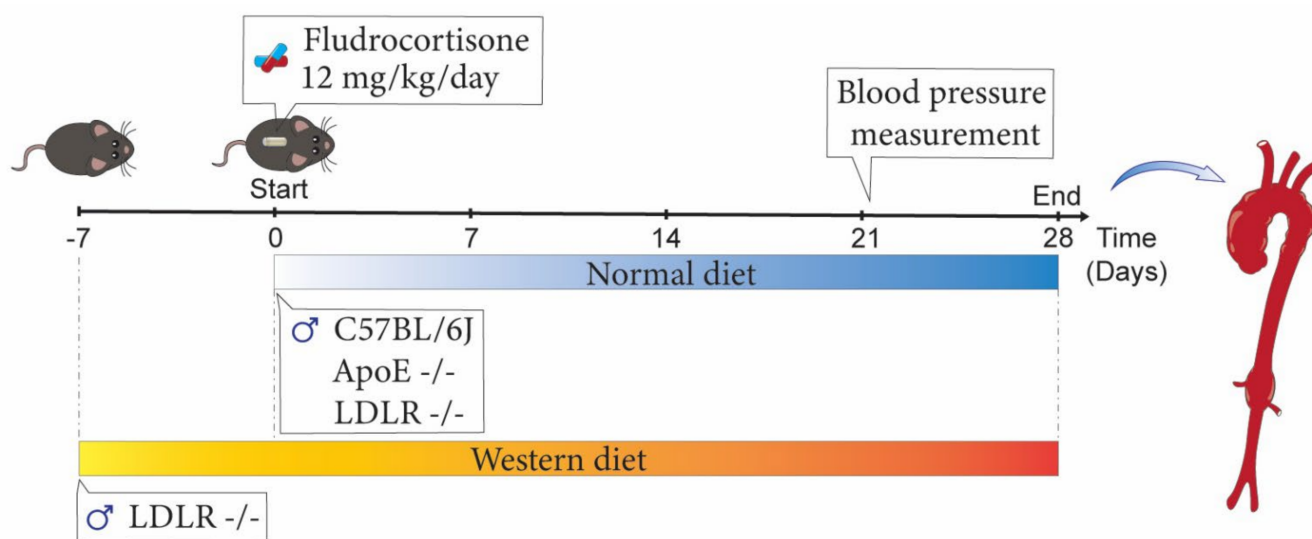 Fludrocortisone
12 mg/kg/day
Blood pressure
measurement
Start
End
-7
0
7
14
21
28
Time
(Days)
Normal diet
♂ C57BL/6J
ApoE -/-
LDLR -/-
Western diet
♂ LDLR -/-